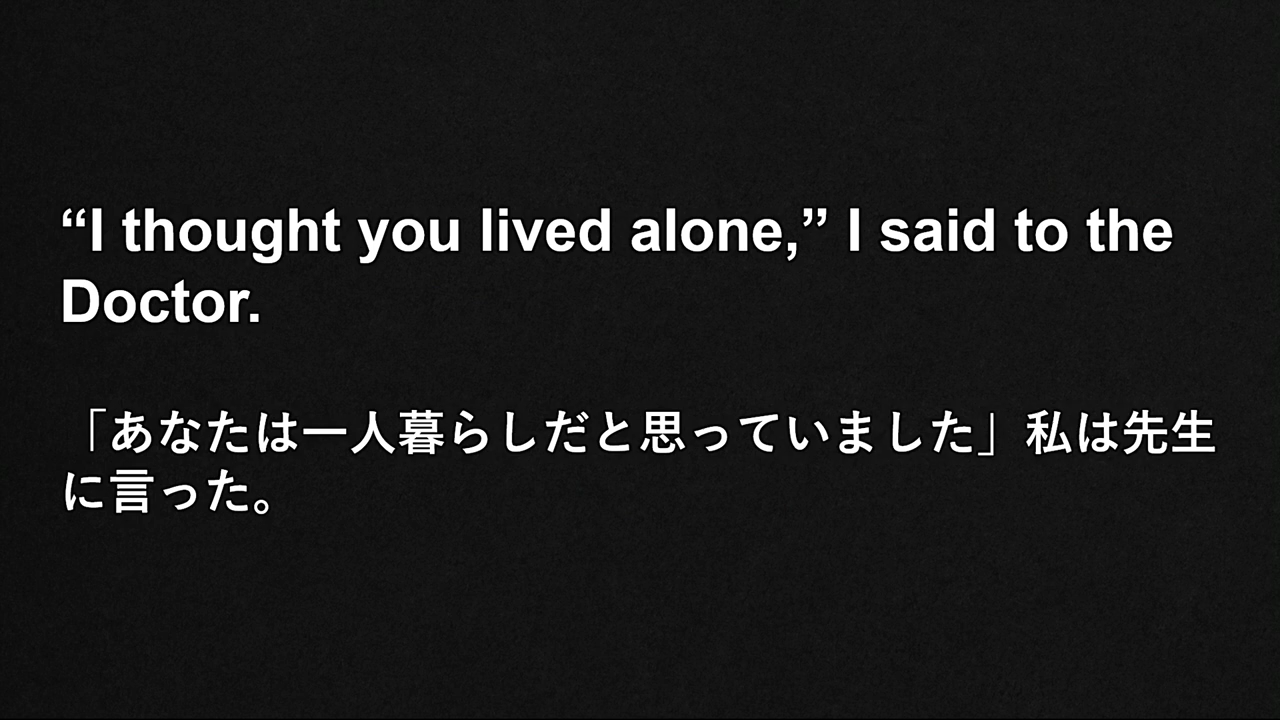 “I thought you lived alone,” I said to the
Doctor.
「あなたは一人暮らしだと思っていました」私は先生
に言った。